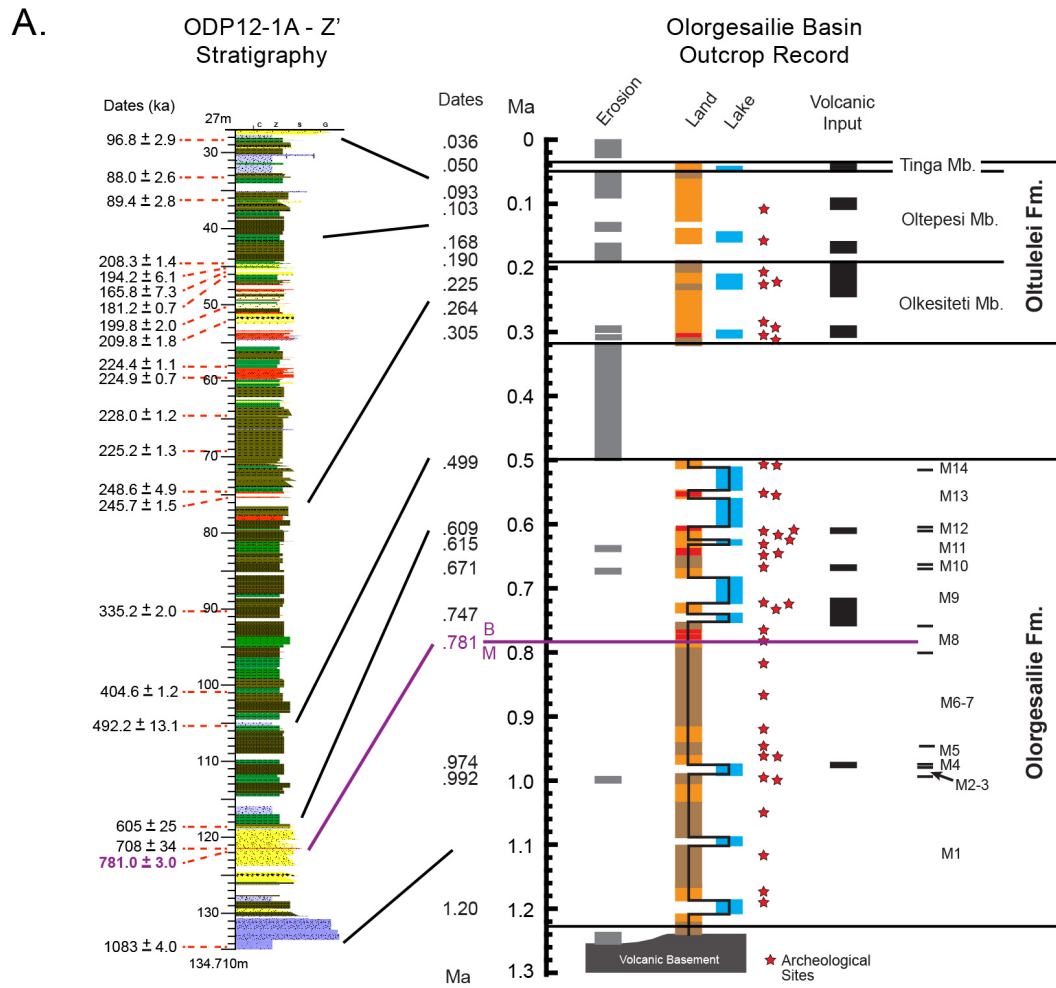 A.
ODP12-1A - Z'
Stratigraphy
Olorgesailie Basin
Outcrop Record
Dates (ka)
27m
C Z S G
96.8 ± 2.9
30
88.0 ± 2.6
89.4 ± 2.8
40
208.3 ± 1.4
194.2 ± 6.1
165.8 ± 7.3
181.2 ± 0.7
50
199.8 ± 2.0
209.8 ± 1.8
224.4 ± 1.1
224.9 ± 0.7
60
228.0 ± 1.2
225.2 ± 1.3
70
248.6 ± 4.9
245.7 ± 1.5
80
335.2 ± 2.0
90
404.6 ± 1.2
100
492.2 ± 13.1
110
605 ± 25
120
708 ± 34
781.0 ± 3.0
130
1083 ± 4.0
134.710m
Dates
.036
.050
.093
.103
.168
.190
.225
.264
.305
.499
.609
.615
.671
.747
.781
B
M
.974
.992
1.20
Ma
Ma
Erosion
Land
Lake
Volcanic
Input
0
0.1
0.2
0.3
0.4
0.5
0.6
0.7
0.8
0.9
1.0
1.1
1.2
1.3
Tinga Mb.
Oltepesi Mb.
Olkesiteti Mb.
Oltulelei Fm.
M14
M13
M12
M11
M10
M9
M8
M6-7
M5
M4
M2-3
M1
Olorgesailie Fm.
Volcanic Basement
Archeological
Sites